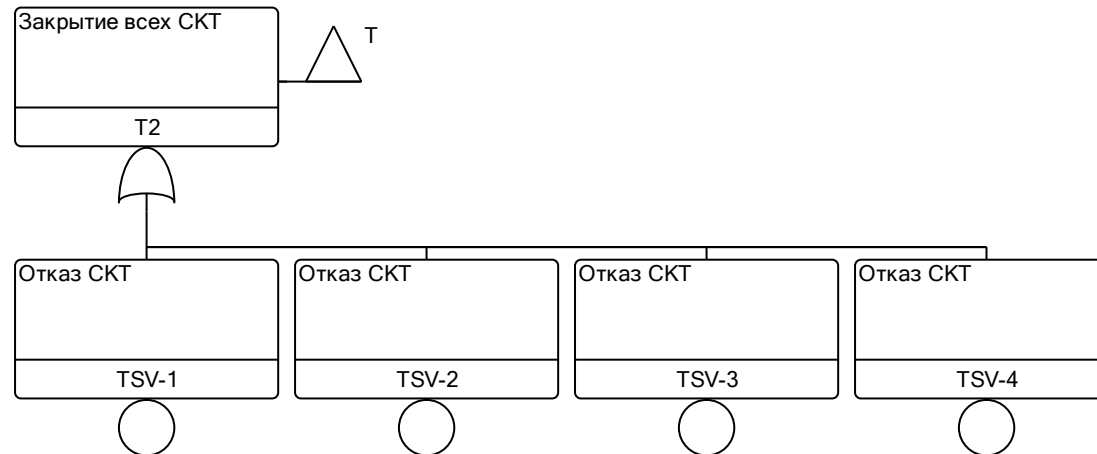 Закрытие всех СКТ
T
T2
Отказ СКТ
Отказ СКТ
Отказ СКТ
Отказ СКТ
TSV-1
TSV-2
TSV-3
TSV-4